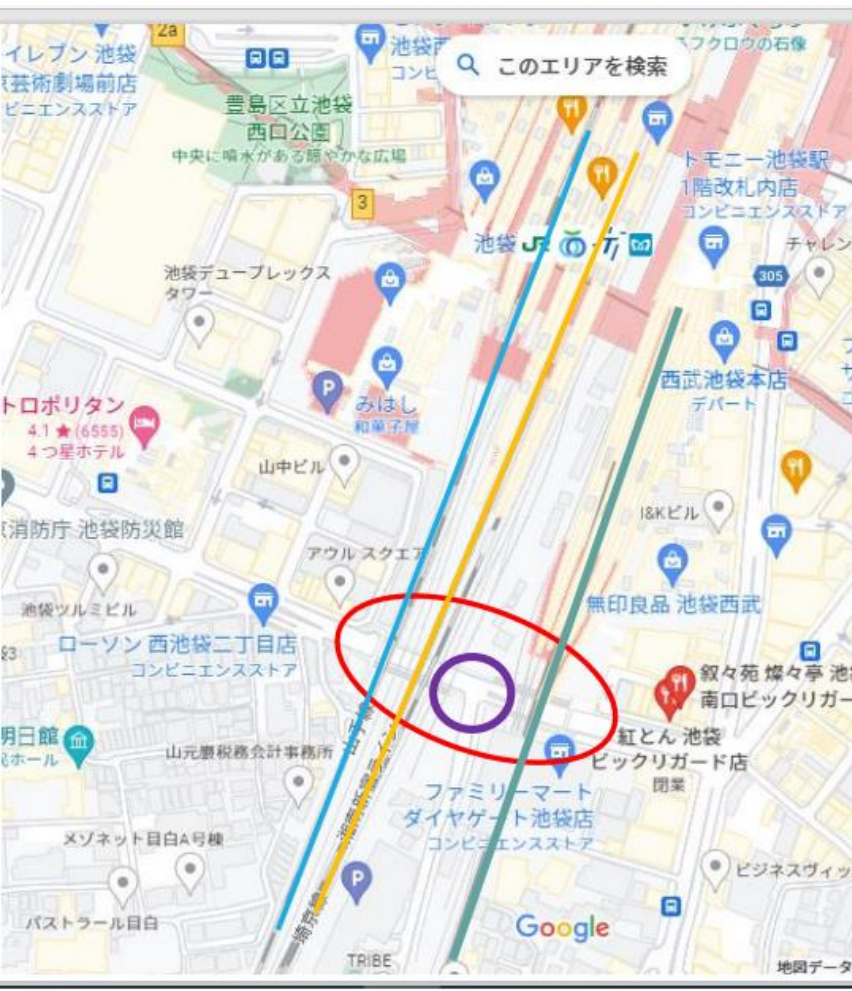 2a
イレブン 池袋
芸術劇場前店
ビニエンスストア
池袋西
コンビ
このエリアを検索
フクロウの石像
豊島区立池袋
西口公園
中央に噴水がある賑やかな広場
トモニー池袋駅
1階改札内店
コンビニエンスストア
3
池袋 JR
チャレン
305
池袋デュープレックス
タワー
西武池袋本店
デパート
P
みはし
和菓子屋
トロポリタン
4.1 ★ (6555)
4 つ星ホテル
山中ビル
I&Kビル
消防庁 池袋防災館
アウル スクエア
無印良品 池袋西武
池袋ツルミビル
ローソン 西池袋二丁目店
コンビニエンスストア
叙々苑 燦々亭 池
南口ビックリガー
紅とん 池袋
ビックリガード店
閉業
明日館
ホール
山元巌税務会計事務所
山手線
ファミリーマート
ダイヤゲート池袋店
コンビニエンスストア
メゾネット目白A号棟
ビジネスヴィッ
P
パストラール目白
埼京線
Google
TRIBE
地図データ